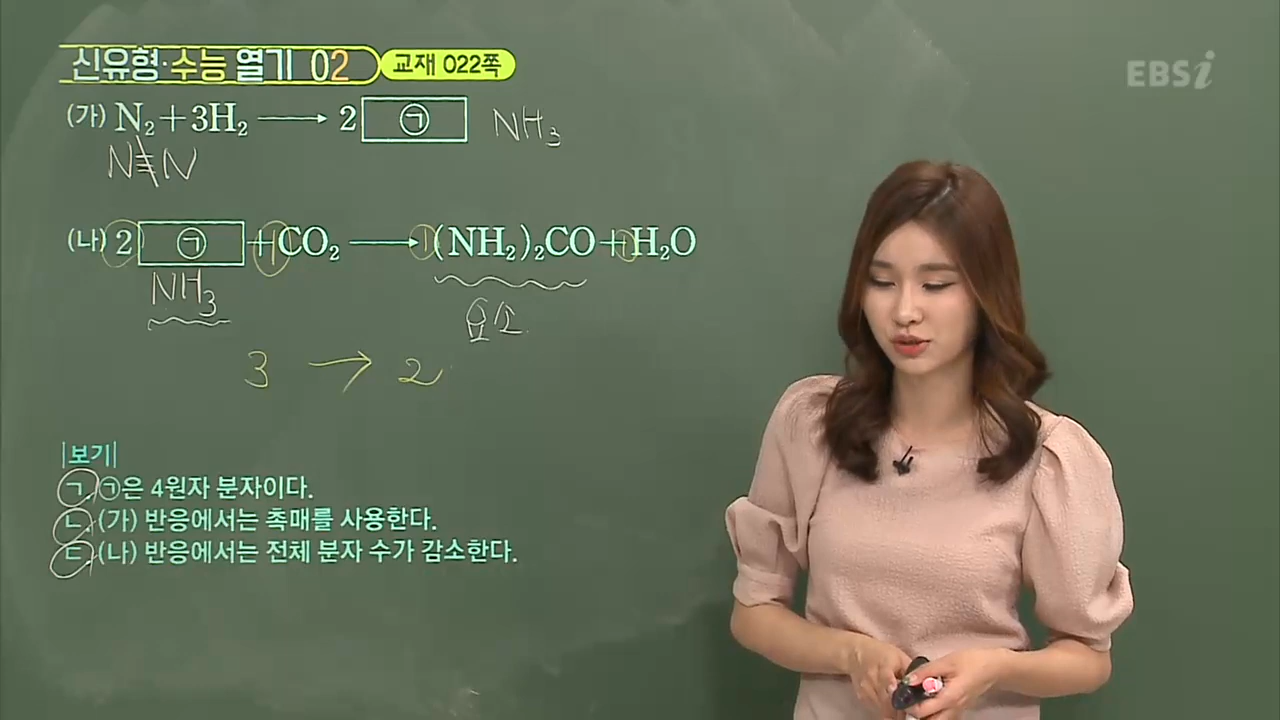 신유형·수능 열기 02 교재 022쪽
EBSi
(가) N₂+3H₂ ⟶ 2 ㉠ NH₃
N≡N
(나) 2 ㉠ +CO₂ ⟶ (NH₂)₂CO+H₂O
1 1 1
NH₃
요소
3 → 2
|보기|
ㄱ. ㉠은 4원자 분자이다.
ㄴ. (가) 반응에서는 촉매를 사용한다.
ㄷ. (나) 반응에서는 전체 분자 수가 감소한다.